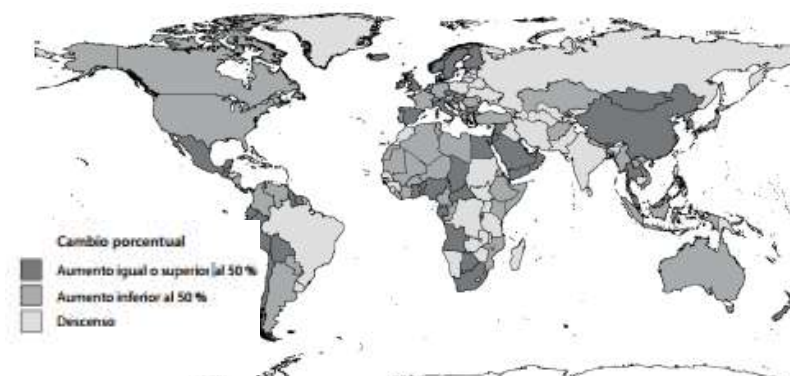 Cambio porcentual
Aumento igual o superior al 50 %
Aumento inferior al 50 %
Descenso